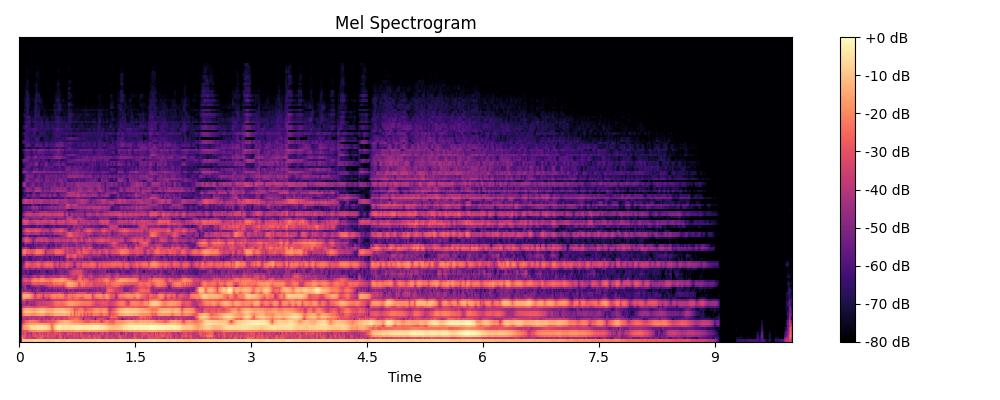 Mel Spectrogram
+0 dB
-10 dB
-20 dB
-30 dB
-40 dB
-50 dB
-60 dB
-70 dB
-80 dB
0 1.5 3 4.5 6 7.5 9
Time